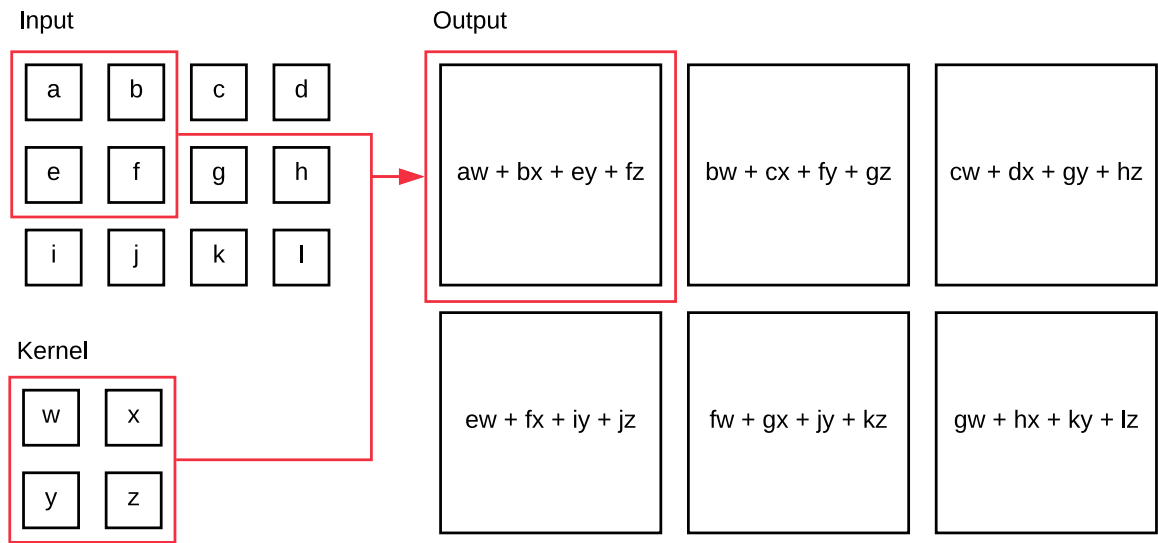 Input
Output
a b c d
e f g h
i j k l
aw + bx + ey + fz
bw + cx + fy + gz
cw + dx + gy + hz
Kernel
w x
y z
ew + fx + iy + jz
fw + gx + jy + kz
gw + hx + ky + lz